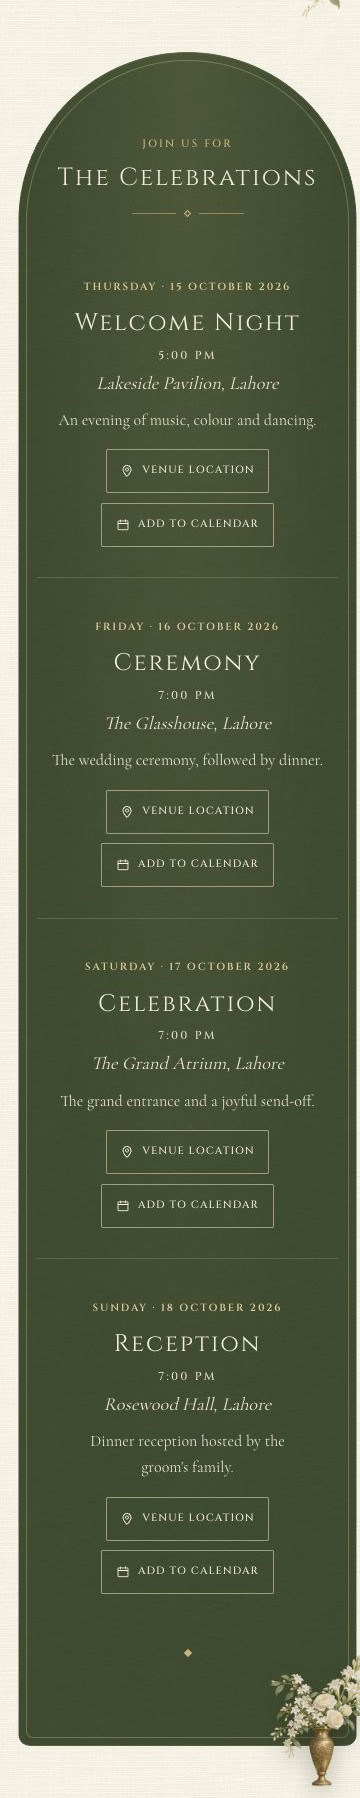 JOIN US FOR
THE CELEBRATIONS
THURSDAY · 15 OCTOBER 2026
WELCOME NIGHT
5:00 PM
Lakeside Pavilion, Lahore
An evening of music, colour and dancing.
VENUE LOCATION
ADD TO CALENDAR
FRIDAY · 16 OCTOBER 2026
CEREMONY
7:00 PM
The Glasshouse, Lahore
The wedding ceremony, followed by dinner.
VENUE LOCATION
ADD TO CALENDAR
SATURDAY · 17 OCTOBER 2026
CELEBRATION
7:00 PM
The Grand Atrium, Lahore
The grand entrance and a joyful send-off.
VENUE LOCATION
ADD TO CALENDAR
SUNDAY · 18 OCTOBER 2026
RECEPTION
7:00 PM
Rosewood Hall, Lahore
Dinner reception hosted by the
groom's family.
VENUE LOCATION
ADD TO CALENDAR